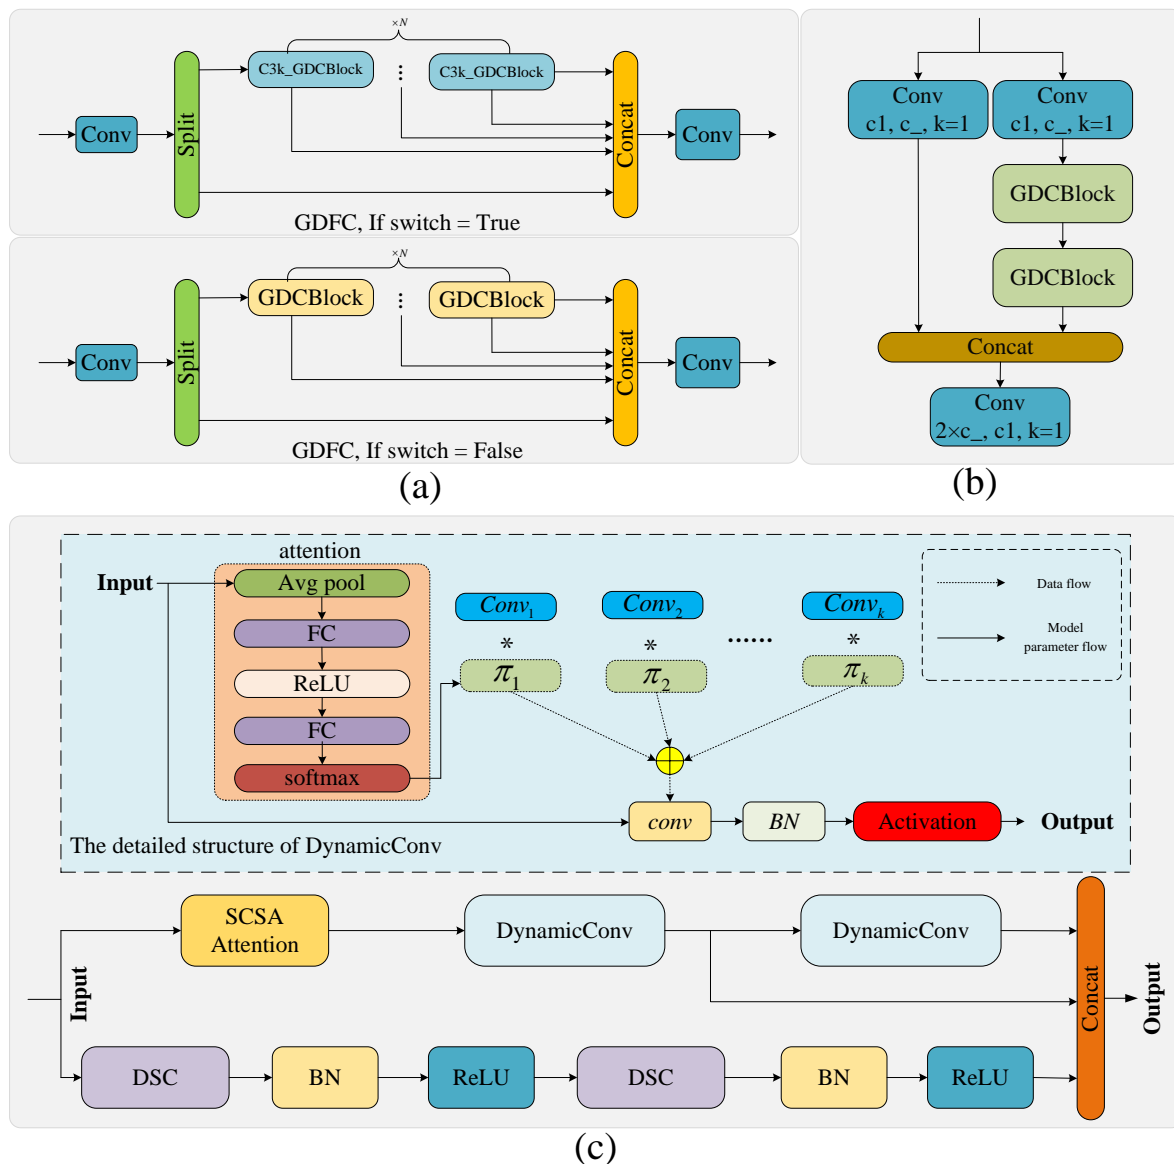 ×N
C3k_GDCBlock
C3k_GDCBlock
Conv
Split
Concat
Conv
GDFC, If switch = True
×N
GDCBlock
GDCBlock
Conv
Split
Concat
Conv
GDFC, If switch = False
(a)
Conv
c1, c_, k=1
Conv
c1, c_, k=1
GDCBlock
GDCBlock
Concat
Conv
2×c_, c1, k=1
(b)
attention
Input
Avg pool
FC
ReLU
FC
softmax
Conv₁
Conv₂
Convₖ
*
*
......
*
π₁
π₂
πₖ
Data flow
Model
parameter flow
conv
BN
Activation
Output
The detailed structure of DynamicConv
Input
SCSA
Attention
DynamicConv
DynamicConv
DSC
BN
ReLU
DSC
BN
ReLU
Concat
Output
(c)